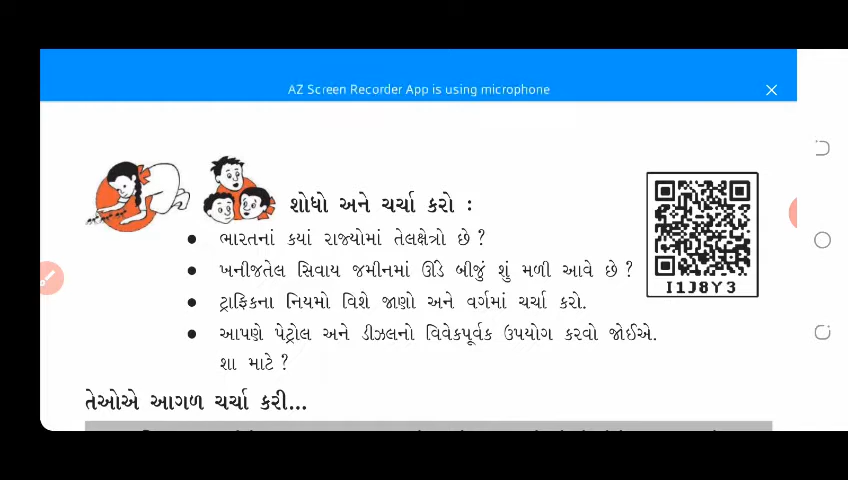 AZ Screen Recorder App is using microphone
શોધો અને ચર્ચા કરો :
I1J8Y3
● ભારતનાં કયાં રાજ્યોમાં તેલક્ષેત્રો છે ?
● ખનીજતેલ સિવાય જમીનમાં ઊંડે બીજું શું મળી આવે છે ?
● ટ્રાફિકના નિયમો વિશે જાણો અને વર્ગમાં ચર્ચા કરો.
● આપણે પેટ્રોલ અને ડીઝલનો વિવેકપૂર્વક ઉપયોગ કરવો જોઈએ.
શા માટે ?
તેઓએ આગળ ચર્ચા કરી...